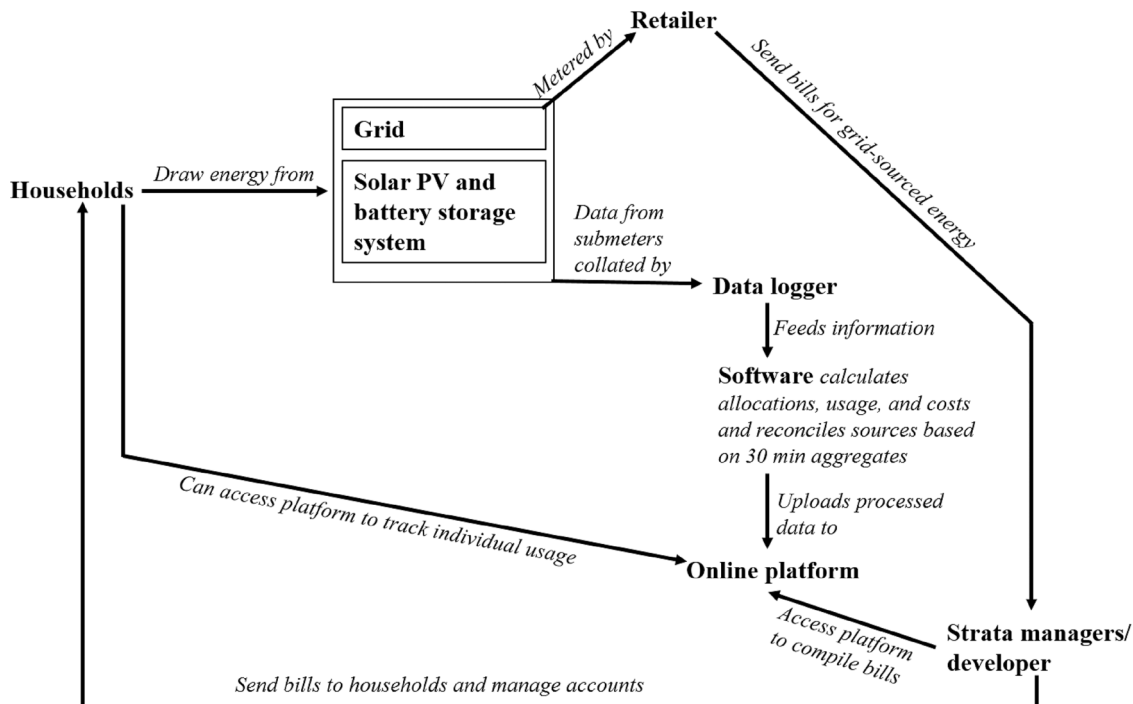 Retailer
Metered by
Send bills for grid-sourced energy
Grid
Households
Draw energy from
Solar PV and
battery storage
system
Data from
submeters
collated by
Data logger
Feeds information
Software calculates
allocations, usage, and costs
and reconciles sources based
on 30 min aggregates
Can access platform to track individual usage
Uploads processed
data to
Online platform
Access platform
to compile bills
Strata managers/
developer
Send bills to households and manage accounts